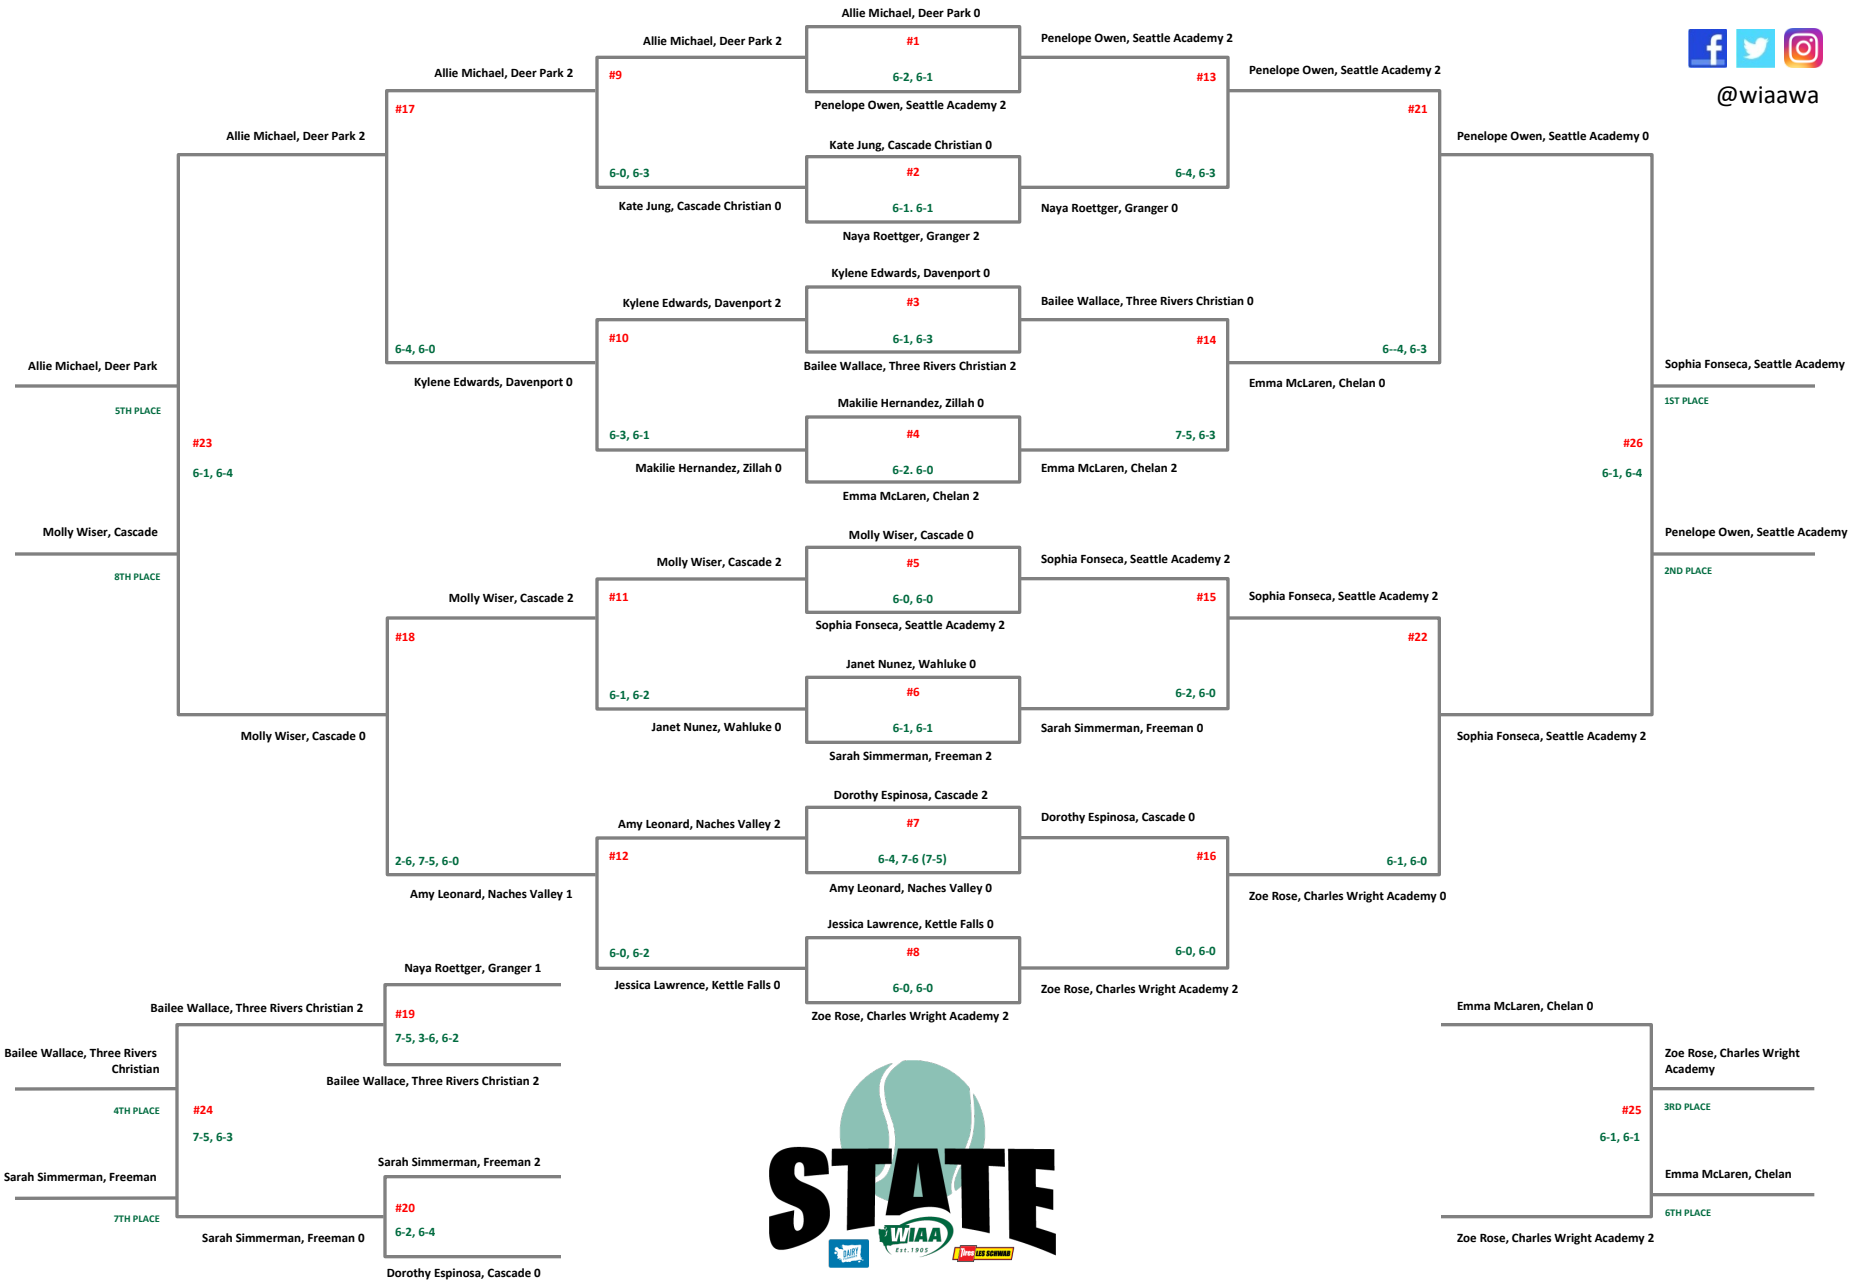 Allie Michael, Deer Park 0
Allie Michael, Deer Park 2
#1
Penelope Owen, Seattle Academy 2
Allie Michael, Deer Park 2
#9
6-2, 6-1
#13
Penelope Owen, Seattle Academy 2
@wiaawa
#17
Penelope Owen, Seattle Academy 2
#21
Allie Michael, Deer Park 2
Kate Jung, Cascade Christian 0
Penelope Owen, Seattle Academy 0
6-0, 6-3
#2
6-4, 6-3
Kate Jung, Cascade Christian 0
6-1. 6-1
Naya Roettger, Granger 0
Naya Roettger, Granger 2
Kylene Edwards, Davenport 0
Kylene Edwards, Davenport 2
#3
Bailee Wallace, Three Rivers Christian 0
#10
6-1, 6-3
#14
6-4, 6-0
6--4, 6-3
Allie Michael, Deer Park
Bailee Wallace, Three Rivers Christian 2
Sophia Fonseca, Seattle Academy
Kylene Edwards, Davenport 0
Emma McLaren, Chelan 0
5TH PLACE
Makilie Hernandez, Zillah 0
1ST PLACE
#23
6-3, 6-1
#4
7-5, 6-3
#26
6-1, 6-4
Makilie Hernandez, Zillah 0
6-2. 6-0
Emma McLaren, Chelan 2
6-1, 6-4
Emma McLaren, Chelan 2
Molly Wiser, Cascade
Molly Wiser, Cascade 0
Penelope Owen, Seattle Academy
Molly Wiser, Cascade 2
#5
Sophia Fonseca, Seattle Academy 2
8TH PLACE
2ND PLACE
Molly Wiser, Cascade 2
#11
6-0, 6-0
#15
Sophia Fonseca, Seattle Academy 2
#18
Sophia Fonseca, Seattle Academy 2
#22
Janet Nunez, Wahluke 0
6-1, 6-2
#6
6-2, 6-0
Molly Wiser, Cascade 0
Janet Nunez, Wahluke 0
6-1, 6-1
Sarah Simmerman, Freeman 0
Sophia Fonseca, Seattle Academy 2
Sarah Simmerman, Freeman 2
Dorothy Espinosa, Cascade 2
Amy Leonard, Naches Valley 2
#7
Dorothy Espinosa, Cascade 0
2-6, 7-5, 6-0
#12
6-4, 7-6 (7-5)
#16
6-1, 6-0
Amy Leonard, Naches Valley 1
Amy Leonard, Naches Valley 0
Zoe Rose, Charles Wright Academy 0
Jessica Lawrence, Kettle Falls 0
6-0, 6-2
#8
6-0, 6-0
Naya Roettger, Granger 1
Jessica Lawrence, Kettle Falls 0
6-0, 6-0
Zoe Rose, Charles Wright Academy 2
Bailee Wallace, Three Rivers Christian 2
#19
Zoe Rose, Charles Wright Academy 2
Emma McLaren, Chelan 0
7-5, 3-6, 6-2
Bailee Wallace, Three Rivers
Christian
Zoe Rose, Charles Wright
Academy
Bailee Wallace, Three Rivers Christian 2
4TH PLACE
#24
#25
3RD PLACE
7-5, 6-3
6-1, 6-1
Sarah Simmerman, Freeman
Sarah Simmerman, Freeman 2
Emma McLaren, Chelan
7TH PLACE
#20
6TH PLACE
Sarah Simmerman, Freeman 0
6-2, 6-4
Zoe Rose, Charles Wright Academy 2
Dorothy Espinosa, Cascade 0
STATE
WIAA
Est. 1905
DAIRY
Tires LES SCHWAB